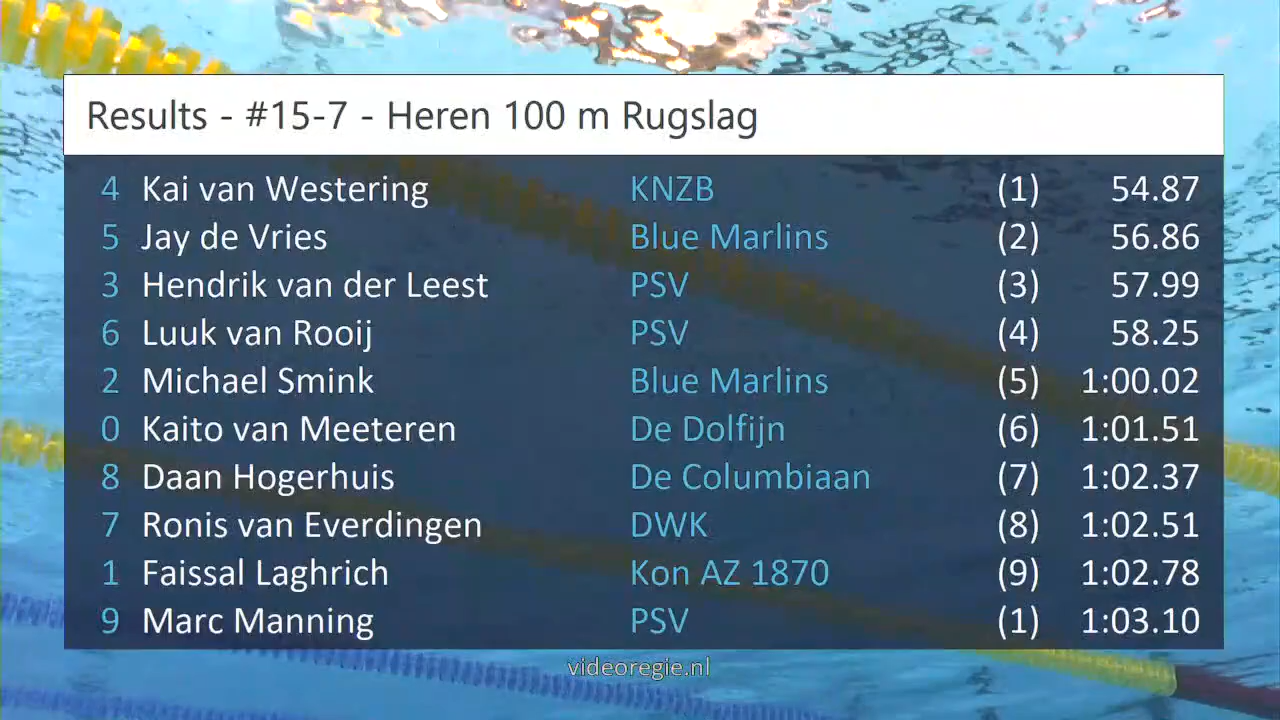 Results - #15-7 - Heren 100 m Rugslag
4 Kai van Westering KNZB (1) 54.87
5 Jay de Vries Blue Marlins (2) 56.86
3 Hendrik van der Leest PSV (3) 57.99
6 Luuk van Rooij PSV (4) 58.25
2 Michael Smink Blue Marlins (5) 1:00.02
0 Kaito van Meeteren De Dolfijn (6) 1:01.51
8 Daan Hogerhuis De Columbiaan (7) 1:02.37
7 Ronis van Everdingen DWK (8) 1:02.51
1 Faissal Laghrich Kon AZ 1870 (9) 1:02.78
9 Marc Manning PSV (1) 1:03.10
videoregie.nl